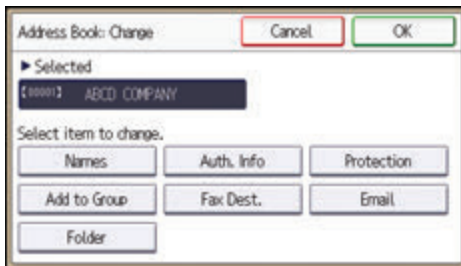 Address Book: Change Cancel OK
▶ Selected
[00001] ABCD COMPANY
Select item to change.
Names Auth. Info Protection
Add to Group Fax Dest. Email
Folder